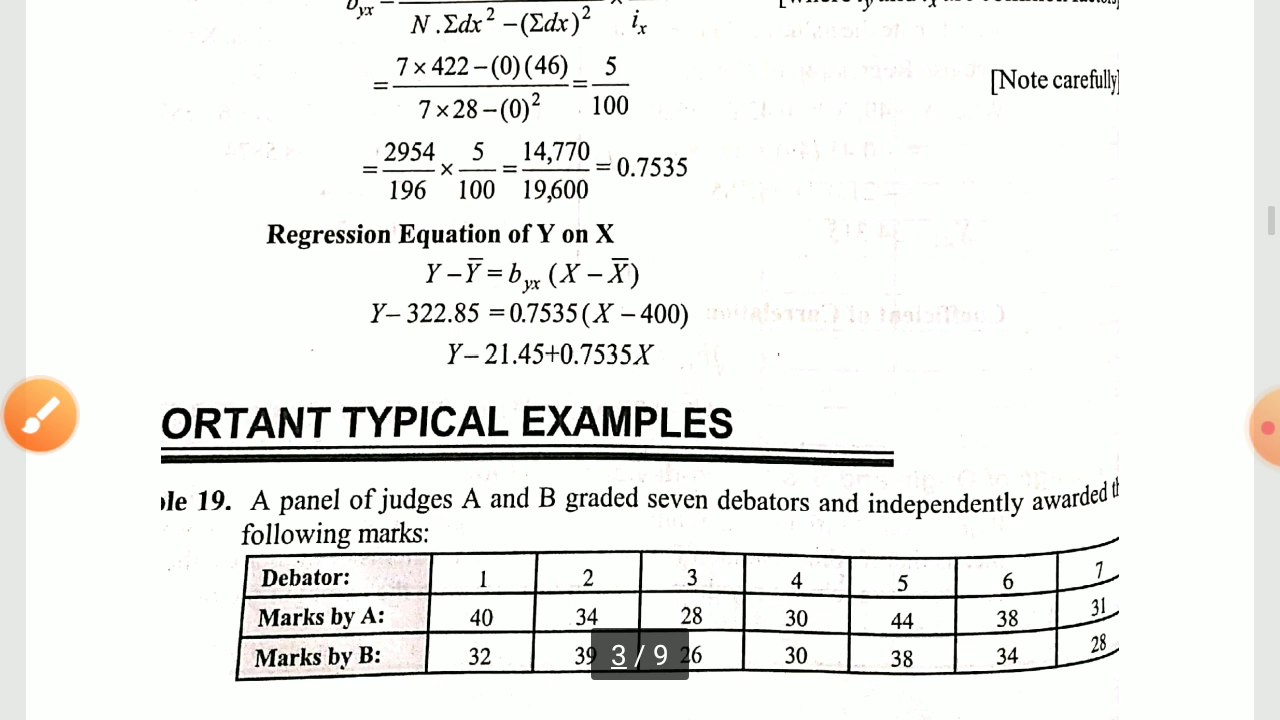 b_yx = N . Σdx² – (Σdx)² × i_x
= 7 × 422 – (0) (46) / 7 × 28 – (0)² = 5 / 100 [Note carefully]
= 2954 / 196 × 5 / 100 = 14,770 / 19,600 = 0.7535
Regression Equation of Y on X
Y – Y̅ = b_yx (X – X̅)
Y– 322.85 = 0.7535 (X – 400)
Y– 21.45+0.7535X
ORTANT TYPICAL EXAMPLES
le 19. A panel of judges A and B graded seven debators and independently awarded
following marks:
Debator: 1 2 3 4 5 6 7
Marks by A: 40 34 28 30 44 38 31
Marks by B: 32 39 26 30 38 34 28
3 / 9